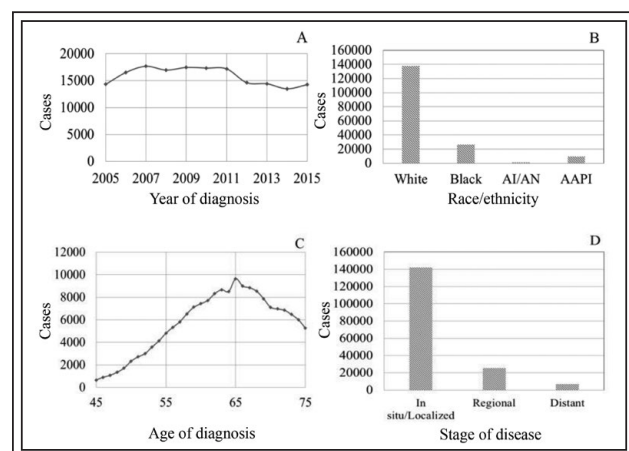 A
20000
15000
10000
5000
0
Cases
2005 2007 2009 2011 2013 2015
Year of diagnosis
B
160000
140000
120000
100000
80000
60000
40000
20000
0
Cases
White Black AI/AN AAPI
Race/ethnicity
C
12000
10000
8000
6000
4000
2000
0
Cases
45 55 65 75
Age of diagnosis
D
160000
140000
120000
100000
80000
60000
40000
20000
0
Cases
In Regional Distant
situ/Localized
Stage of disease